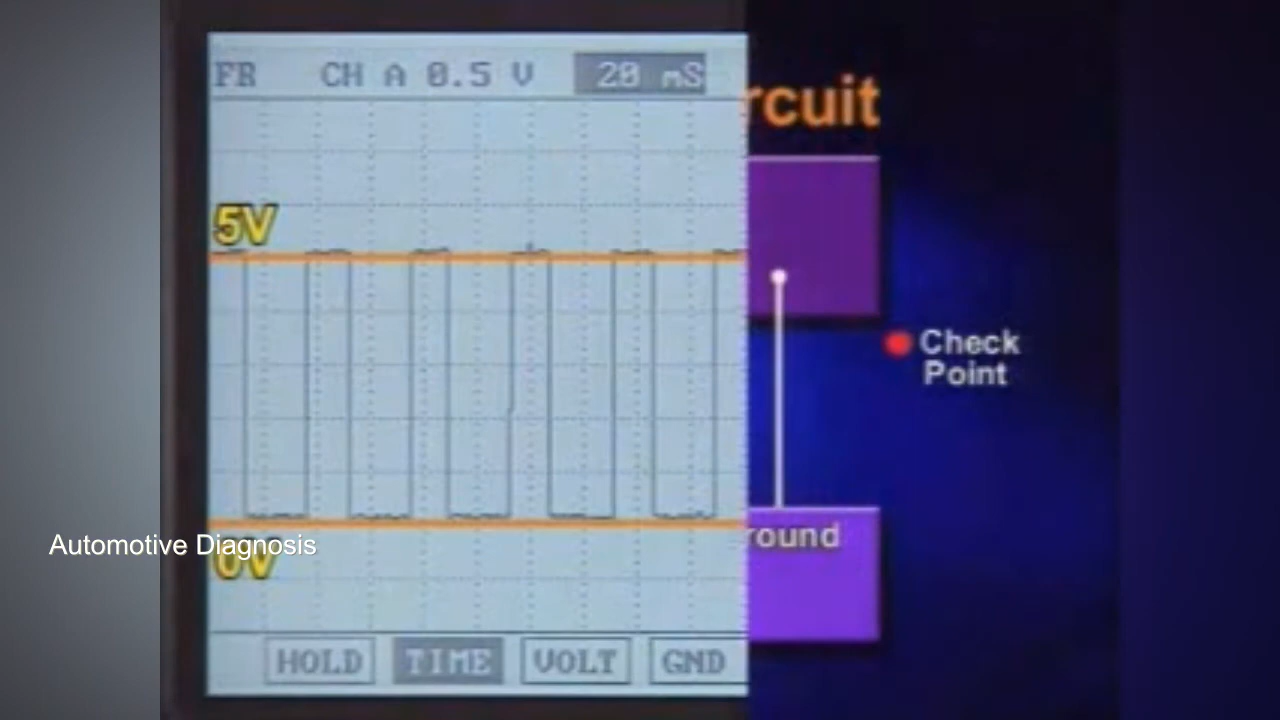 FR CH A 0.5 V 20 mS
rcuit
5V
Check
Point
round
Automotive Diagnosis
0V
HOLD TIME VOLT GND